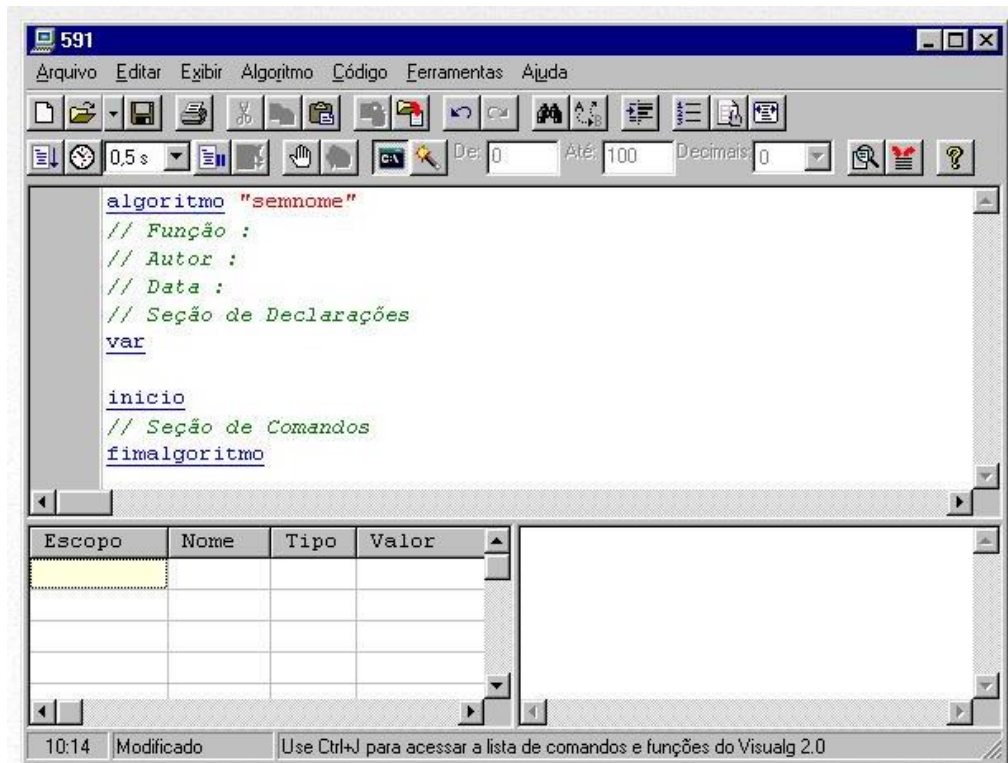 591
Arquivo Editar Exibir Algoritmo Código Ferramentas Ajuda
0,5 s De: 0 Até: 100 Decimais: 0
algoritmo "semnome"
// Função :
// Autor :
// Data :
// Seção de Declarações
var
inicio
// Seção de Comandos
fimalgoritmo
Escopo Nome Tipo Valor
10:14 Modificado Use Ctrl+J para acessar a lista de comandos e funções do Visualg 2.0